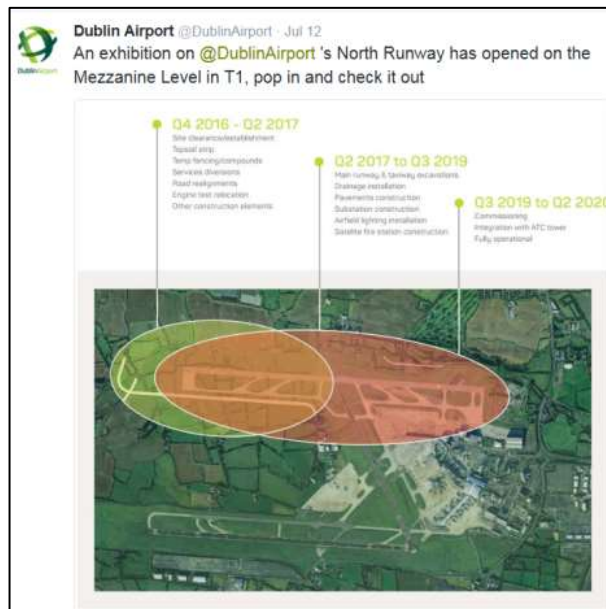 Dublin Airport @DublinAirport · Jul 12
An exhibition on @DublinAirport 's North Runway has opened on the
Mezzanine Level in T1, pop in and check it out
DublinAirport
Q4 2016 - Q2 2017
Site clearance/establishment
Topsoil strip
Temp fencing/compounds
Services diversions
Road realignments
Engine test relocation
Other construction elements
Q2 2017 to Q3 2019
Main runway & taxiway excavations
Drainage installation
Pavements construction
Substation construction
Airfield lighting installation
Satellite fire station construction
Q3 2019 to Q2 2020
Commissioning
Integration with ATC tower
Fully operational